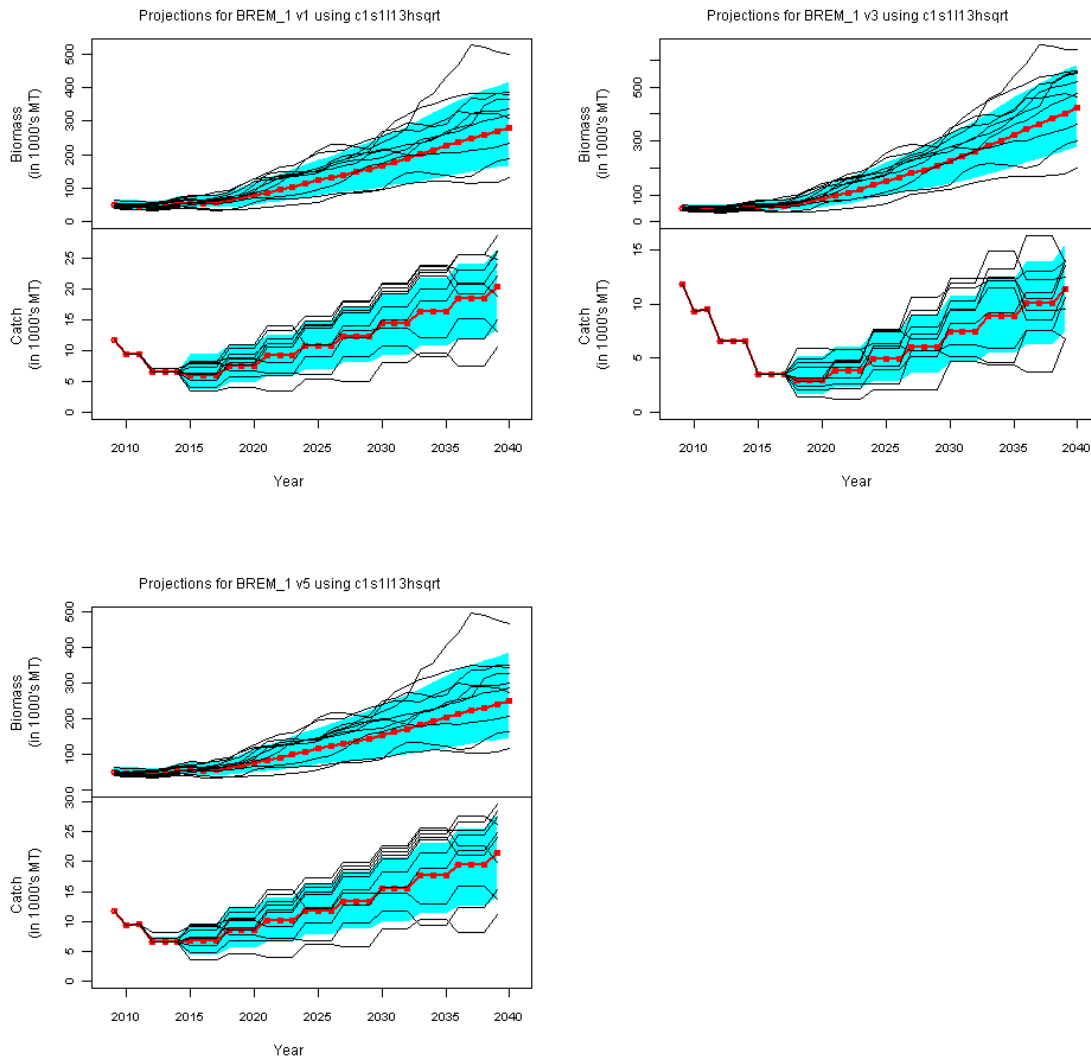 Projections for BREM_1 v1 using c1s1l13hsqrt
Biomass
(in 1000's MT)
0 100 200 300 400 500
Catch
(in 1000's MT)
0 5 10 15 20 25
2010 2015 2020 2025 2030 2035 2040
Year
Projections for BREM_1 v3 using c1s1l13hsqrt
Biomass
(in 1000's MT)
0 100 300 500
Catch
(in 1000's MT)
0 5 10 15
2010 2015 2020 2025 2030 2035 2040
Year
Projections for BREM_1 v5 using c1s1l13hsqrt
Biomass
(in 1000's MT)
0 100 200 300 400 500
Catch
(in 1000's MT)
0 5 10 15 20 25 30
2010 2015 2020 2025 2030 2035 2040
Year